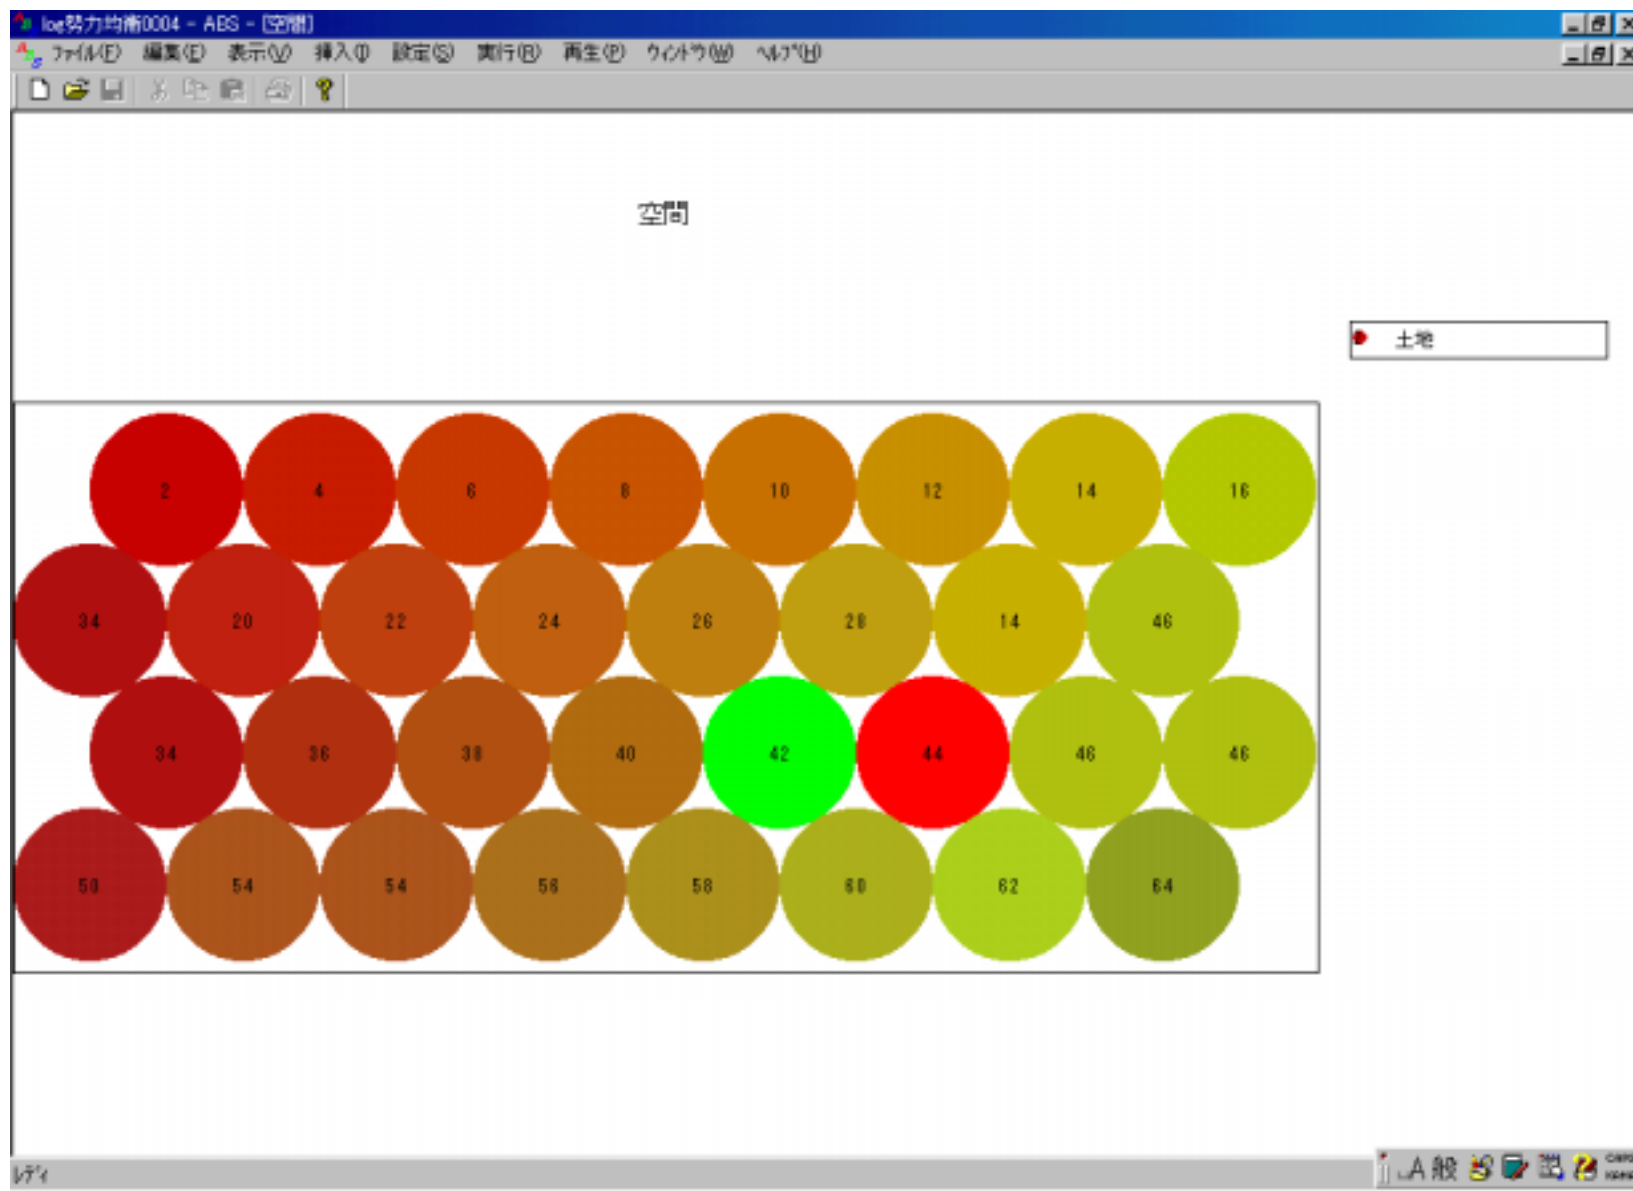 log勢力均衡0004 - ABS - [空間]
ファイル(F) 編集(E) 表示(V) 挿入(I) 設定(S) 実行(R) 再生(P) ウィンドウ(W) ヘルプ(H)
空間
土地
2 4 6 8 10 12 14 16
34 20 22 24 26 28 14 46
34 36 38 40 42 44 46 46
50 54 54 56 58 60 62 64
レディ
A 般